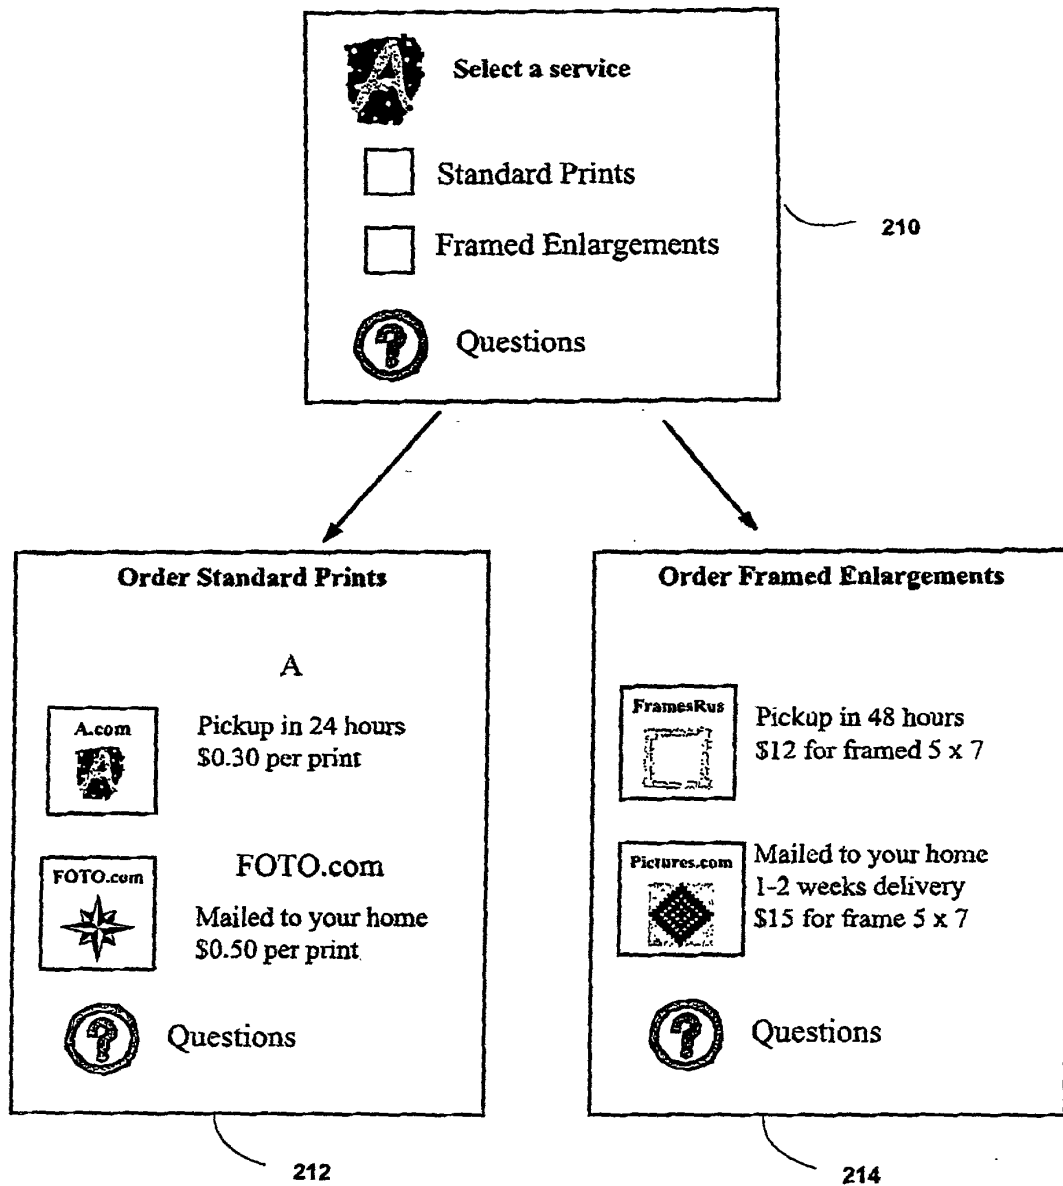 A
Select a service
Standard Prints
Framed Enlargements
? Questions
210
Order Standard Prints
A
A.com
A
Pickup in 24 hours
$0.30 per print
FOTO.com
FOTO.com
Mailed to your home
$0.50 per print
? Questions
212
Order Framed Enlargements
FramesRus
Pickup in 48 hours
$12 for framed 5 x 7
Pictures.com
Mailed to your home
1-2 weeks delivery
$15 for frame 5 x 7
? Questions
214